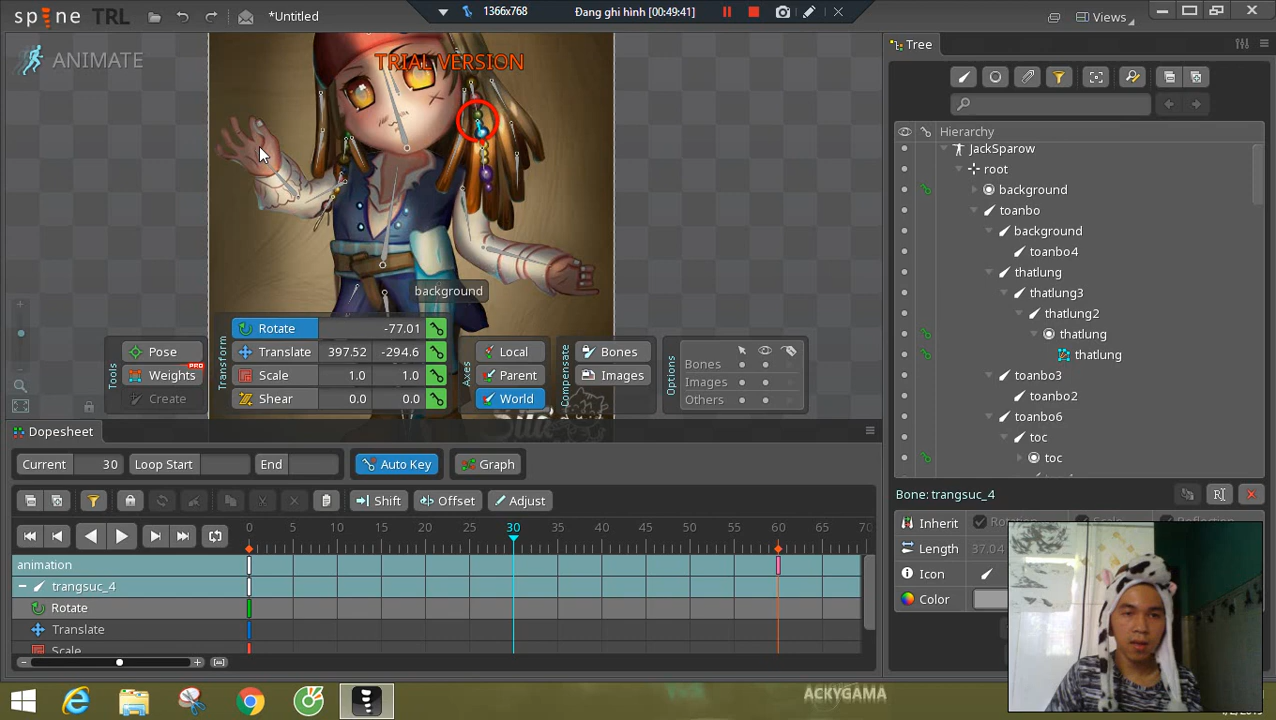 spine TRL
*Untitled
1366x768
Đang ghi hình [00:49:41]
Views
ANIMATE
TRIAL VERSION
background
Tools
Pose
Weights
PRO
Create
Transform
Rotate -77.01
Translate 397.52 -294.6
Scale 1.0 1.0
Shear 0.0 0.0
Axes
Local
Parent
World
Compensate
Bones
Images
Options
Bones
Images
Others
Tree
Hierarchy
JackSparow
root
background
toanbo
background
toanbo4
thatlung
thatlung3
thatlung2
thatlung
thatlung
toanbo3
toanbo2
toanbo6
toc
toc
Bone: trangsuc_4
Inherit
Length 37.04
Icon
Color
Dopesheet
Current 30 Loop Start End Auto Key Graph
Shift Offset Adjust
0 5 10 15 20 25 30 35 40 45 50 55 60 65 70
animation
trangsuc_4
Rotate
Translate
Scale
ACKYGAMA